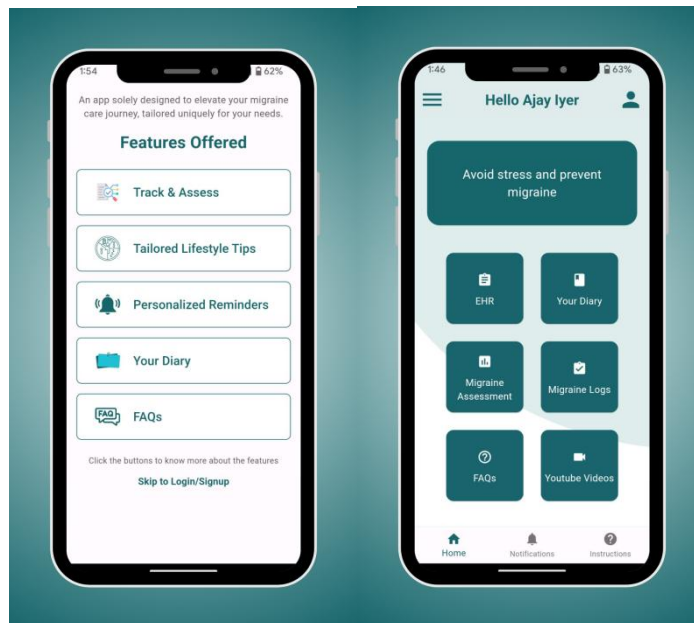 1:54
62%
An app solely designed to elevate your migraine
care journey, tailored uniquely for your needs.
Features Offered
Track & Assess
Tailored Lifestyle Tips
Personalized Reminders
Your Diary
FAQ
FAQs
Click the buttons to know more about the features
Skip to Login/Signup
1:46
63%
Hello Ajay Iyer
Avoid stress and prevent
migraine
EHR
Your Diary
Migraine
Assessment
Migraine Logs
FAQs
Youtube Videos
Home
Notifications
Instructions